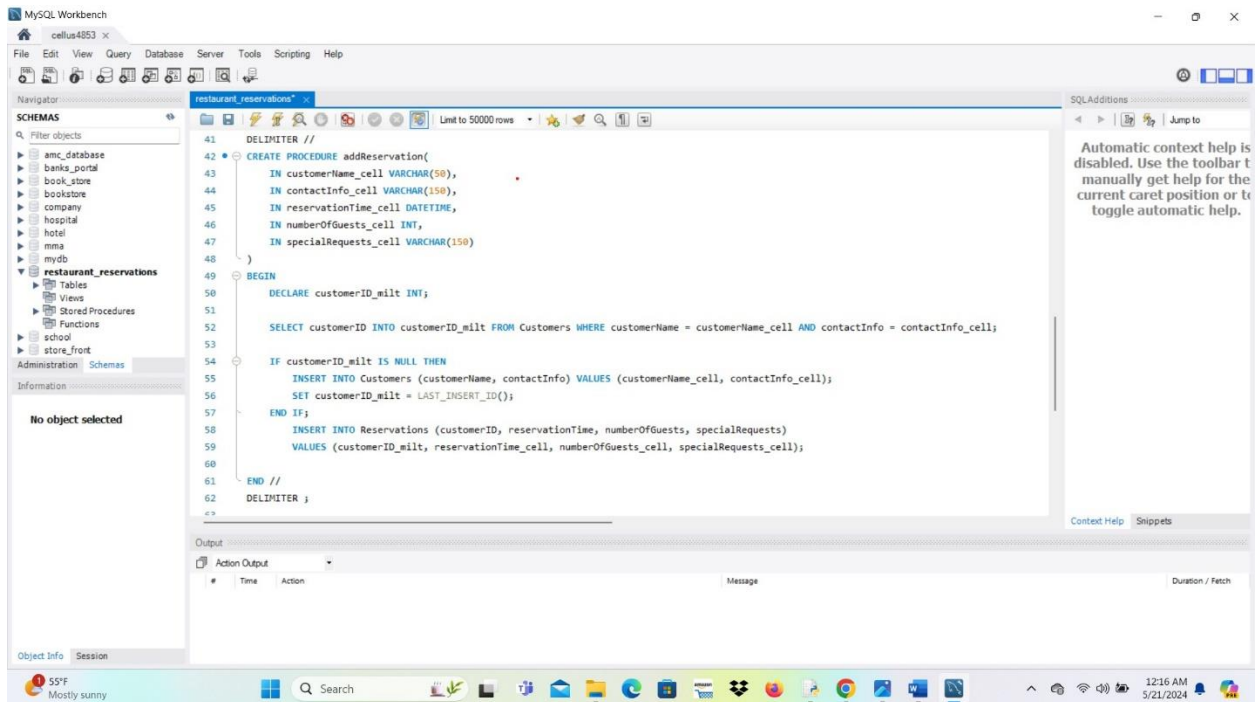 MySQL Workbench
cellus4853
File Edit View Query Database Server Tools Scripting Help
Navigator
SCHEMAS
Filter objects
amc_database
banks_portal
book_store
bookstore
company
hospital
hotel
mma
mydb
restaurant_reservations
Tables
Views
Stored Procedures
Functions
school
store_front
Administration Schemas
Information
No object selected
Object Info Session
restaurant_reservations*
Limit to 50000 rows
41 DELIMITER //
42 CREATE PROCEDURE addReservation(
43 IN customerName_cell VARCHAR(50),
44 IN contactInfo_cell VARCHAR(150),
45 IN reservationTime_cell DATETIME,
46 IN numberOfGuests_cell INT,
47 IN specialRequests_cell VARCHAR(150)
48 )
49 BEGIN
50 DECLARE customerID_milt INT;
51
52 SELECT customerID INTO customerID_milt FROM Customers WHERE customerName = customerName_cell AND contactInfo = contactInfo_cell;
53
54 IF customerID_milt IS NULL THEN
55 INSERT INTO Customers (customerName, contactInfo) VALUES (customerName_cell, contactInfo_cell);
56 SET customerID_milt = LAST_INSERT_ID();
57 END IF;
58 INSERT INTO Reservations (customerID, reservationTime, numberOfGuests, specialRequests)
59 VALUES (customerID_milt, reservationTime_cell, numberOfGuests_cell, specialRequests_cell);
60
61 END //
62 DELIMITER ;
Output
Action Output
# Time Action Message Duration / Fetch
SQLAdditions
Jump to
Automatic context help is
disabled. Use the toolbar t
manually get help for the
current caret position or to
toggle automatic help.
Context Help Snippets
1
55°F
Mostly sunny
Search
12:16 AM
5/21/2024